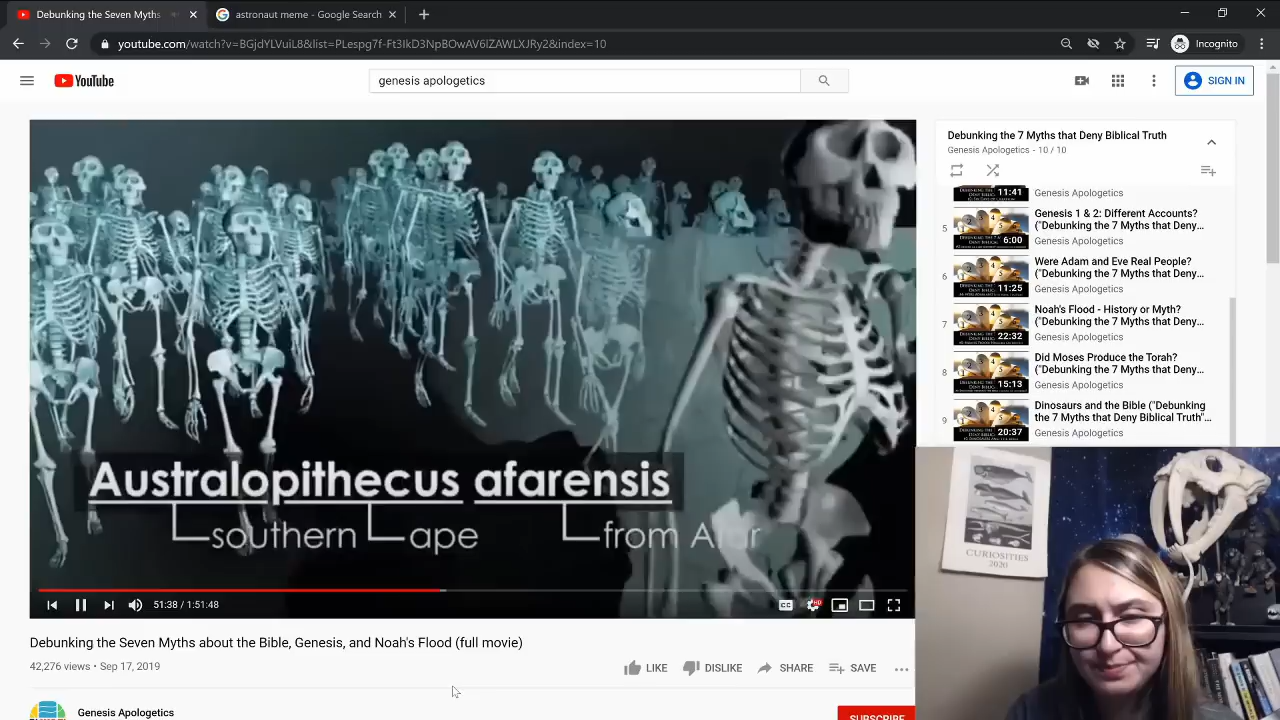 Debunking the Seven Myths
astronaut meme - Google Search
youtube.com/watch?v=BGjdYLVuiL8&list=PLespg7f-Ft3IkD3NpBOwAV6IZAWLXJRy2&index=10
Incognito
YouTube
genesis apologetics
SIGN IN
Australopithecus afarensis
southern ape from Afar
51:38 / 1:51:48
CC
HD
Debunking the Seven Myths about the Bible, Genesis, and Noah's Flood (full movie)
42,276 views • Sep 17, 2019
LIKE DISLIKE SHARE SAVE
Genesis Apologetics
SUBSCRIBE
Debunking the 7 Myths that Deny Biblical Truth
Genesis Apologetics - 10 / 10
11:41
Genesis Apologetics
5
6:00
Genesis 1 & 2: Different Accounts?
("Debunking the 7 Myths that Deny...
Genesis Apologetics
6
11:25
Were Adam and Eve Real People?
("Debunking the 7 Myths that Deny...
Genesis Apologetics
7
22:32
Noah's Flood - History or Myth?
("Debunking the 7 Myths that Deny...
Genesis Apologetics
8
15:13
Did Moses Produce the Torah?
("Debunking the 7 Myths that Deny...
Genesis Apologetics
9
20:37
Dinosaurs and the Bible ("Debunking
the 7 Myths that Deny Biblical Truth"...
Genesis Apologetics
CURIOSITIES
2020